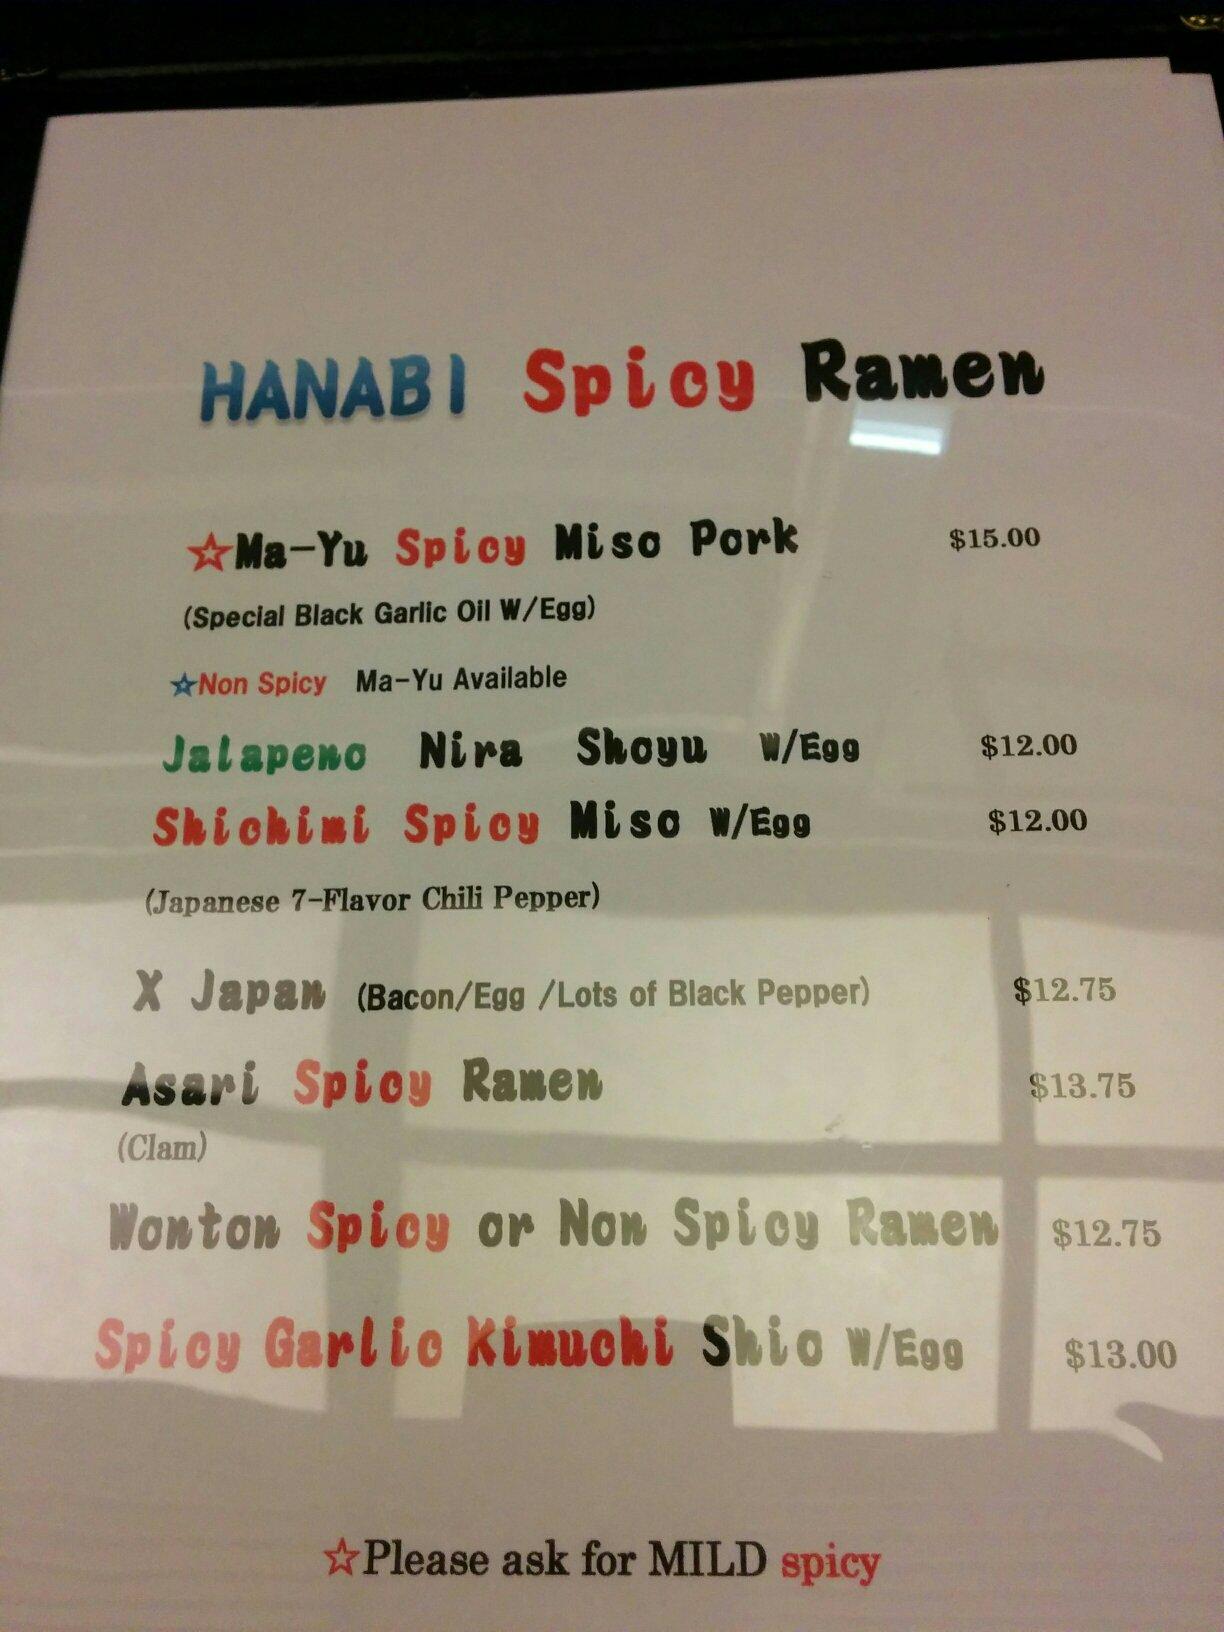 HANABI Spicy Ramen
☆Ma-Yu Spicy Miso Pork $15.00
(Special Black Garlic Oil W/Egg)
☆Non Spicy Ma-Yu Available
Jalapeno Nira Shoyu W/Egg $12.00
Shichimi Spicy Miso W/Egg $12.00
(Japanese 7-Flavor Chili Pepper)
X Japan (Bacon/Egg /Lots of Black Pepper) $12.75
Asari Spicy Ramen $13.75
(Clam)
Wonton Spicy or Non Spicy Ramen $12.75
Spicy Garlic Kimuchi Shio W/Egg $13.00
☆Please ask for MILD spicy